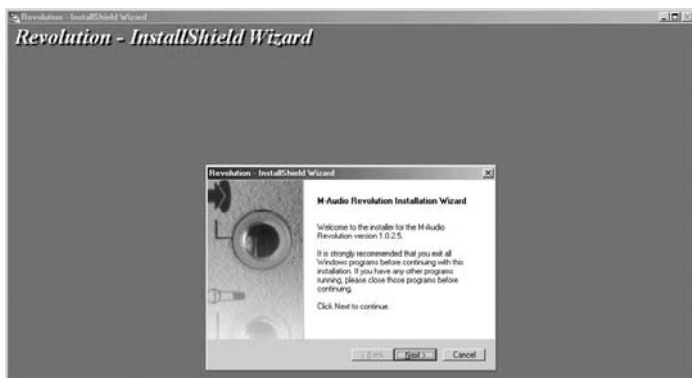 Revolution - InstallShield Wizard
Revolution - InstallShield Wizard
Revolution - InstallShield Wizard
M-Audio Revolution Installation Wizard
Welcome to the installer for the M-Audio
Revolution version 1.0.2.5.
It is strongly recommended that you exit all
Windows programs before continuing with this
installation. If you have any other programs
running, please close those programs before
continuing.
Click Next to continue.
< Back Next > Cancel